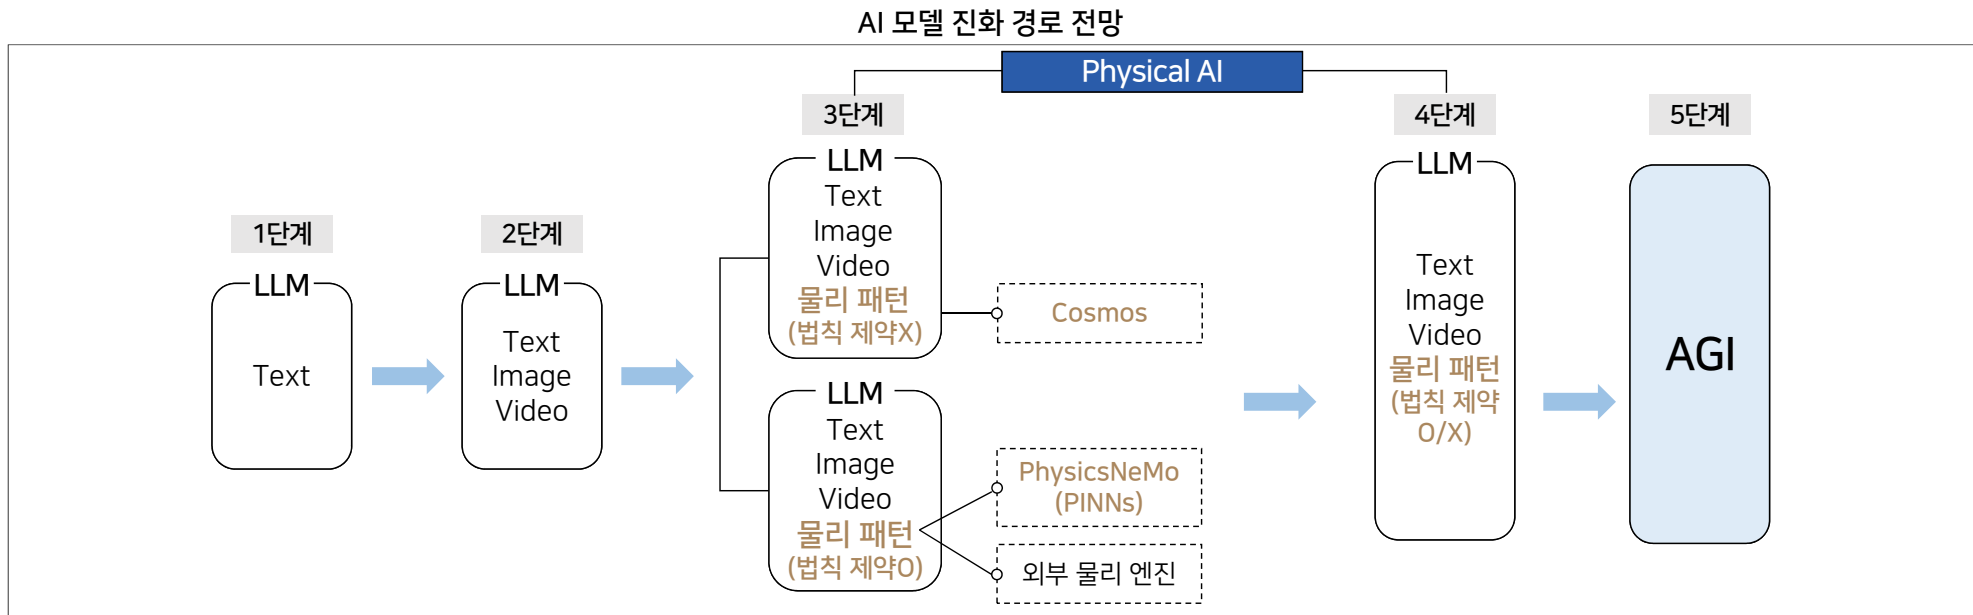 AI 모델 진화 경로 전망
Physical AI
1단계
LLM
Text
2단계
LLM
Text
Image
Video
3단계
LLM
Text
Image
Video
물리 패턴
(법칙 제약X)
Cosmos
LLM
Text
Image
Video
물리 패턴
(법칙 제약O)
PhysicsNeMo
(PINNs)
외부 물리 엔진
4단계
LLM
Text
Image
Video
물리 패턴
(법칙 제약
O/X)
5단계
AGI